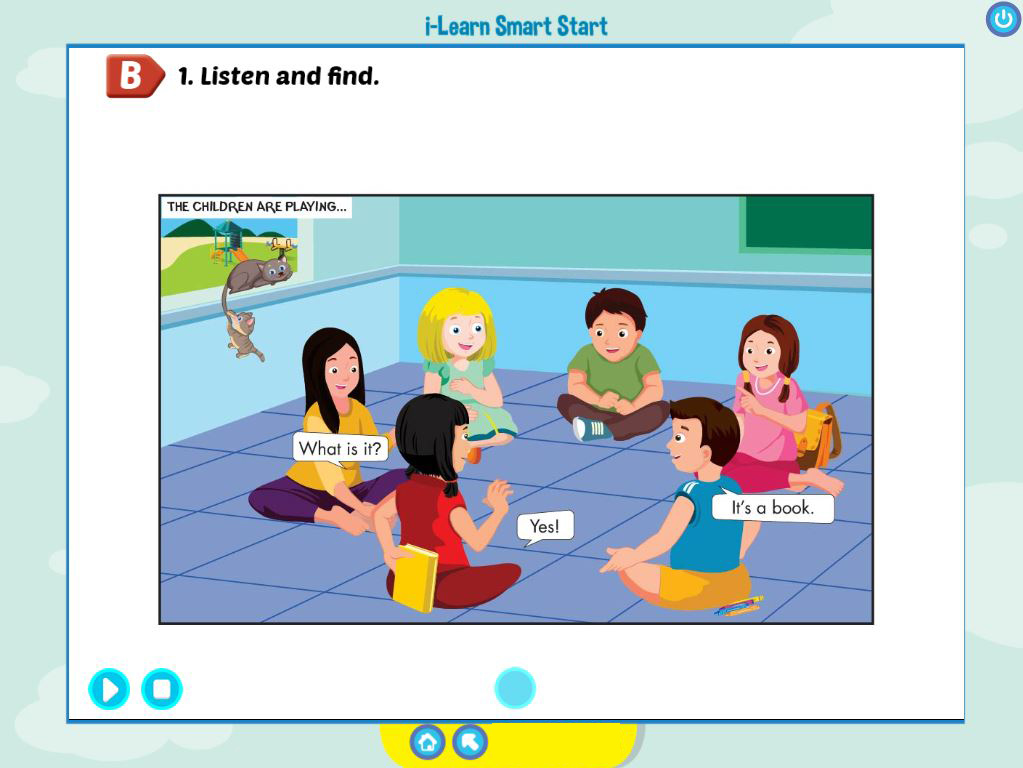 i-Learn Smart Start
B 1. Listen and find.
THE CHILDREN ARE PLAYING...
What is it?
It's a book.
Yes!